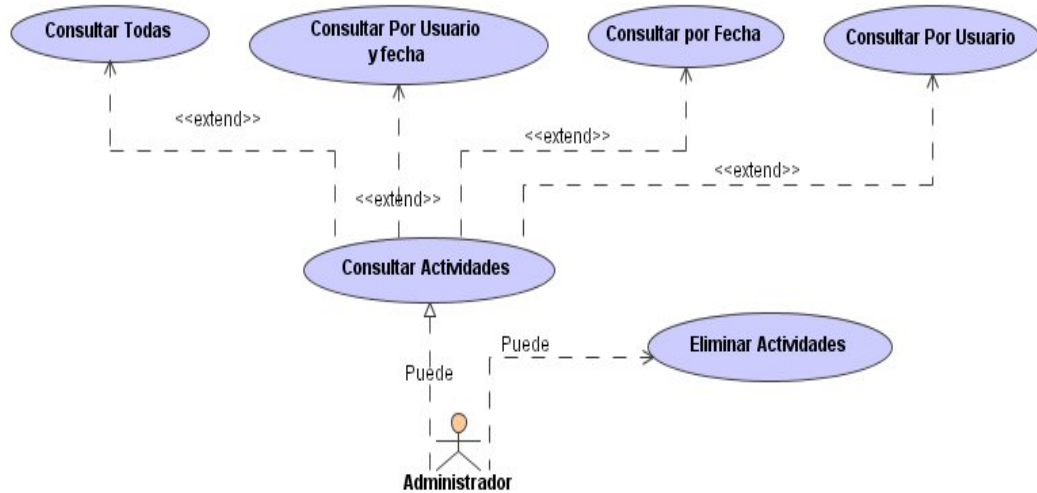 Consultar Todas
Consultar Por Usuario
y fecha
Consultar por Fecha
Consultar Por Usuario
<<extend>>
<<extend>>
<<extend>>
<<extend>>
Consultar Actividades
Puede
Eliminar Actividades
Puede
Administrador